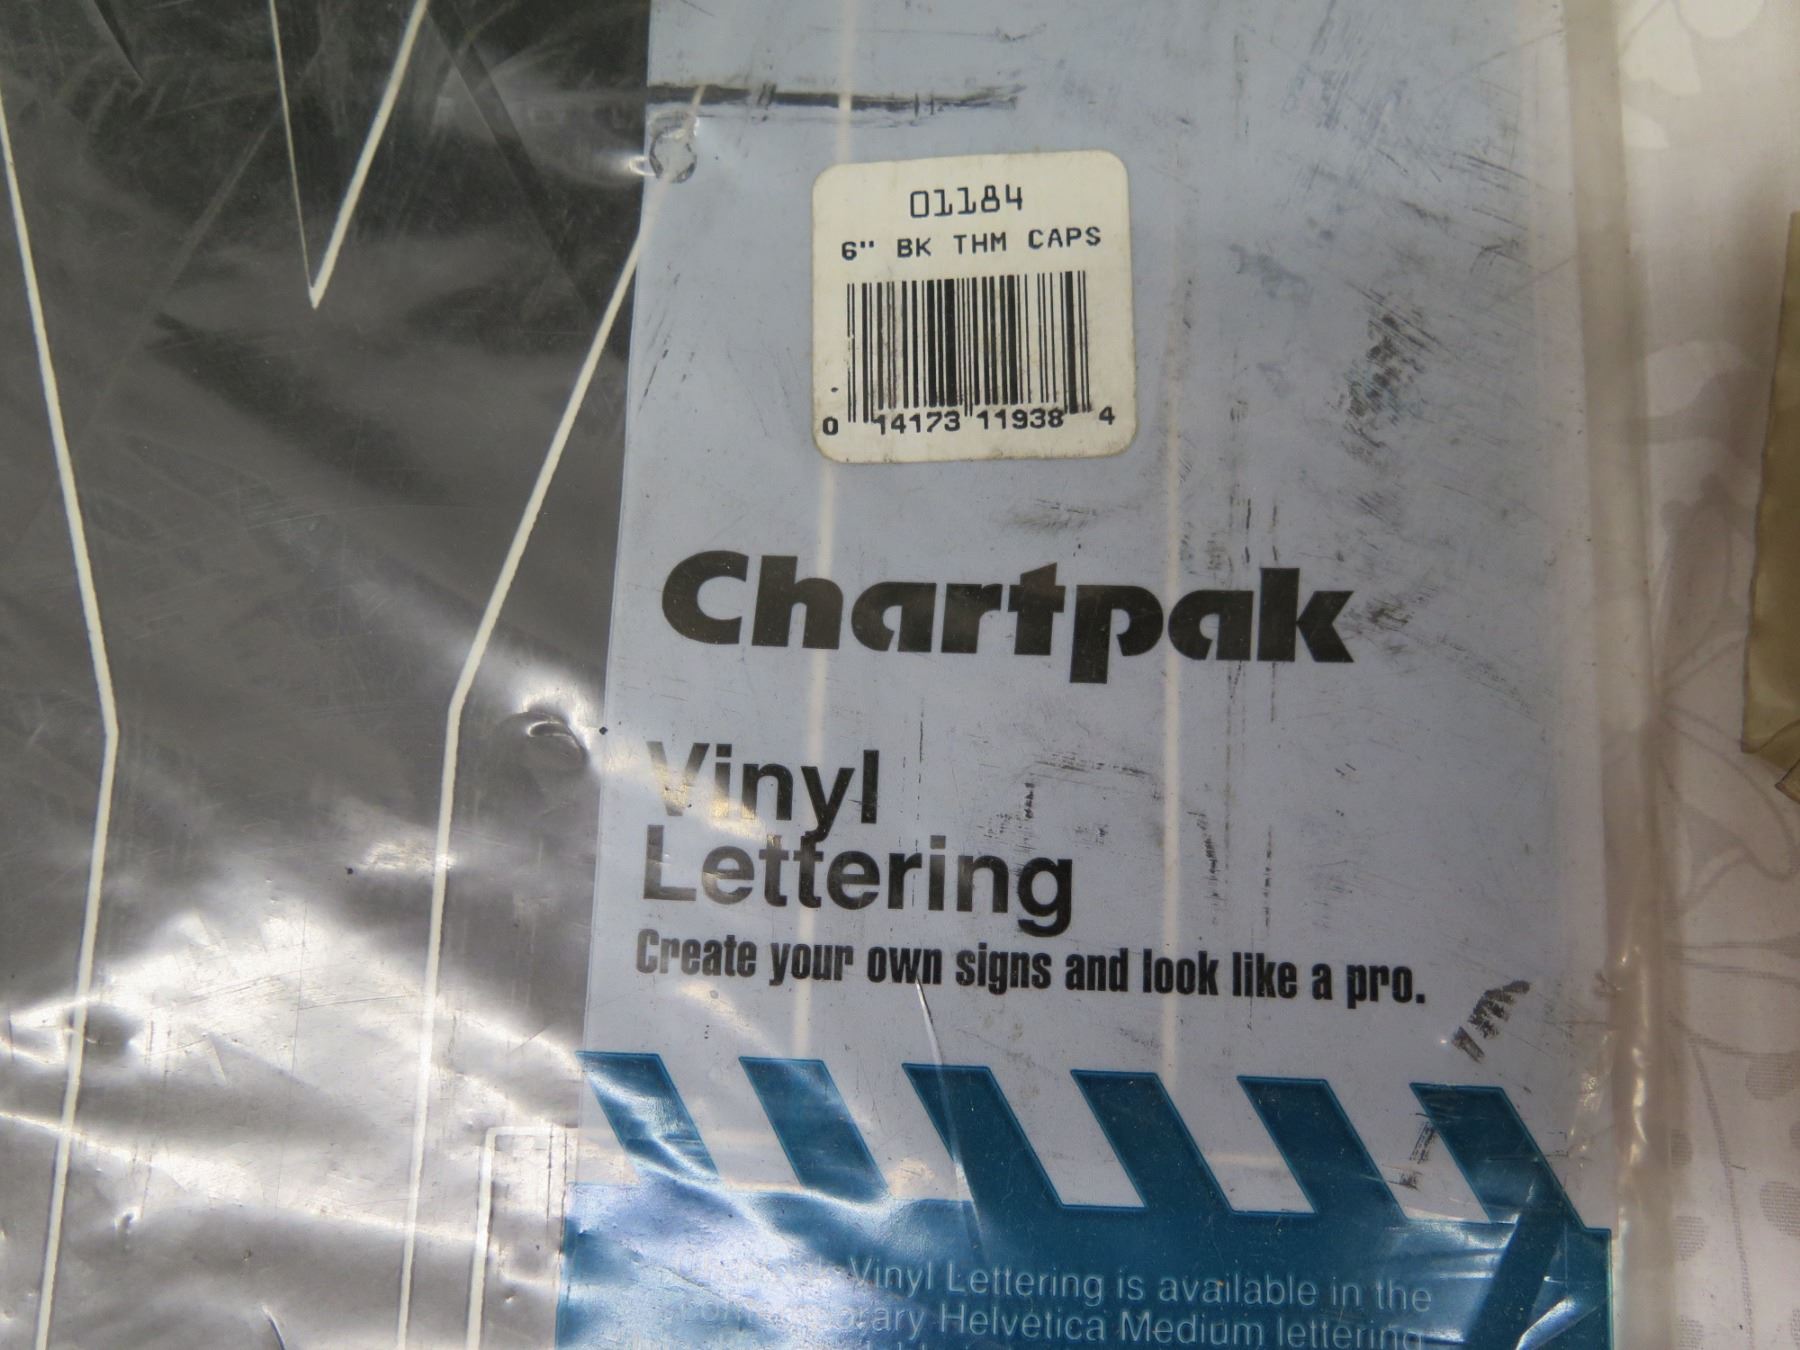 01184
6" BK THM CAPS
0 14173 11938 4
Chartpak
Vinyl
Lettering
Create your own signs and look like a pro.
Vinyl Lettering is available in the
contemporary Helvetica Medium lettering